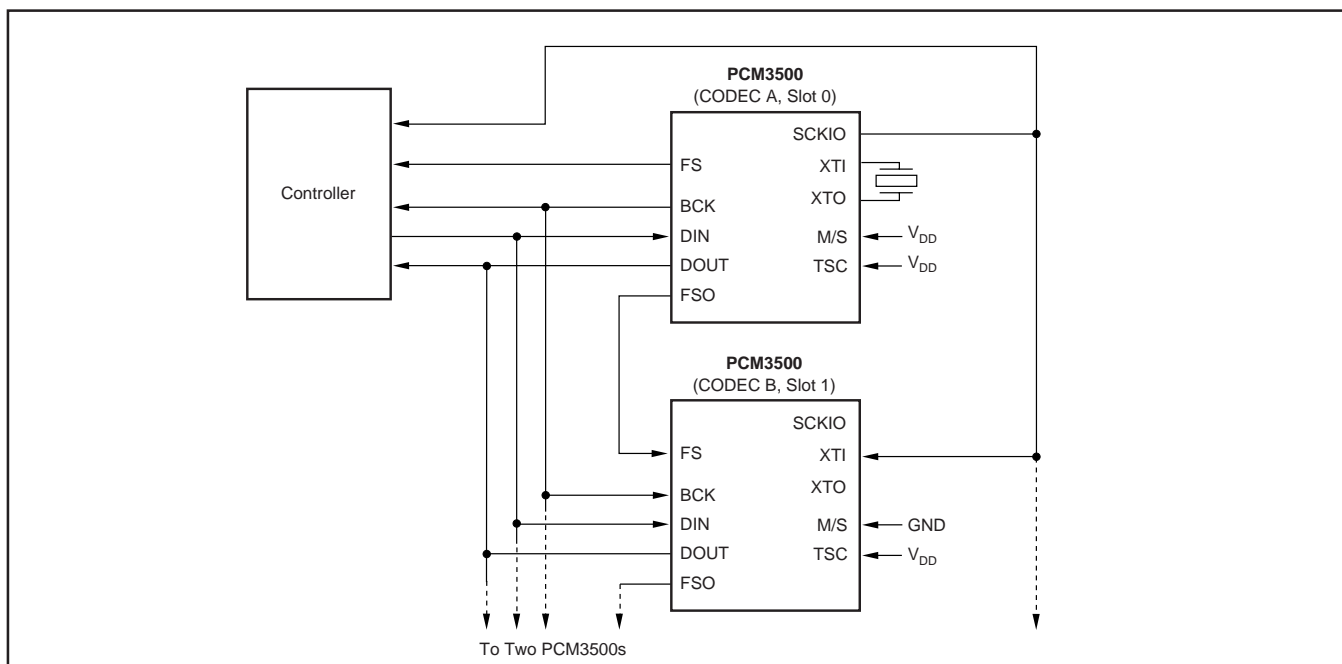 PCM3500
(CODEC A, Slot 0)
Controller
SCKIO
FS
XTI
XTO
BCK
DIN
M/S
VDD
DOUT
TSC
VDD
FSO
PCM3500
(CODEC B, Slot 1)
SCKIO
FS
XTI
BCK
XTO
DIN
M/S
GND
DOUT
TSC
VDD
FSO
To Two PCM3500s